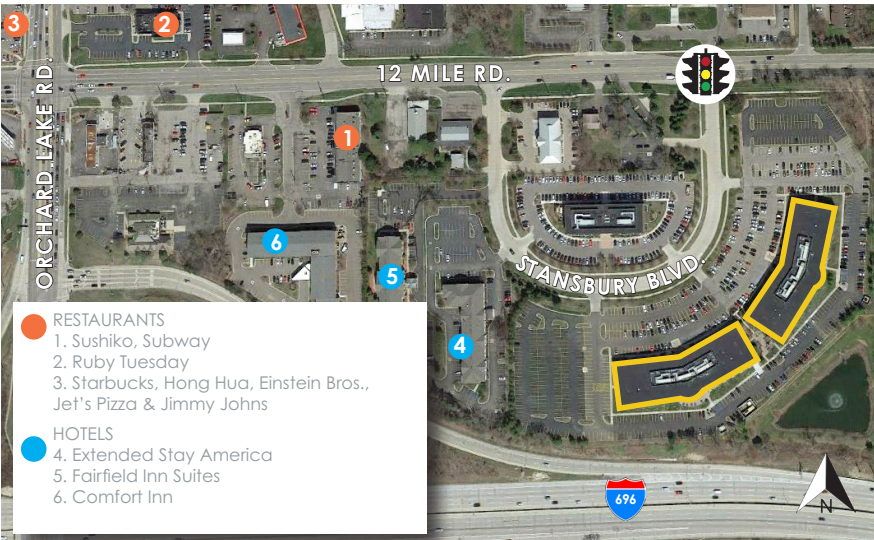 3
2
12 MILE RD.
ORCHARD LAKE RD.
1
6
5
STANSBURY BLVD.
4
RESTAURANTS
1. Sushiko, Subway
2. Ruby Tuesday
3. Starbucks, Hong Hua, Einstein Bros.,
Jet's Pizza & Jimmy Johns
HOTELS
4. Extended Stay America
5. Fairfield Inn Suites
6. Comfort Inn
696
N